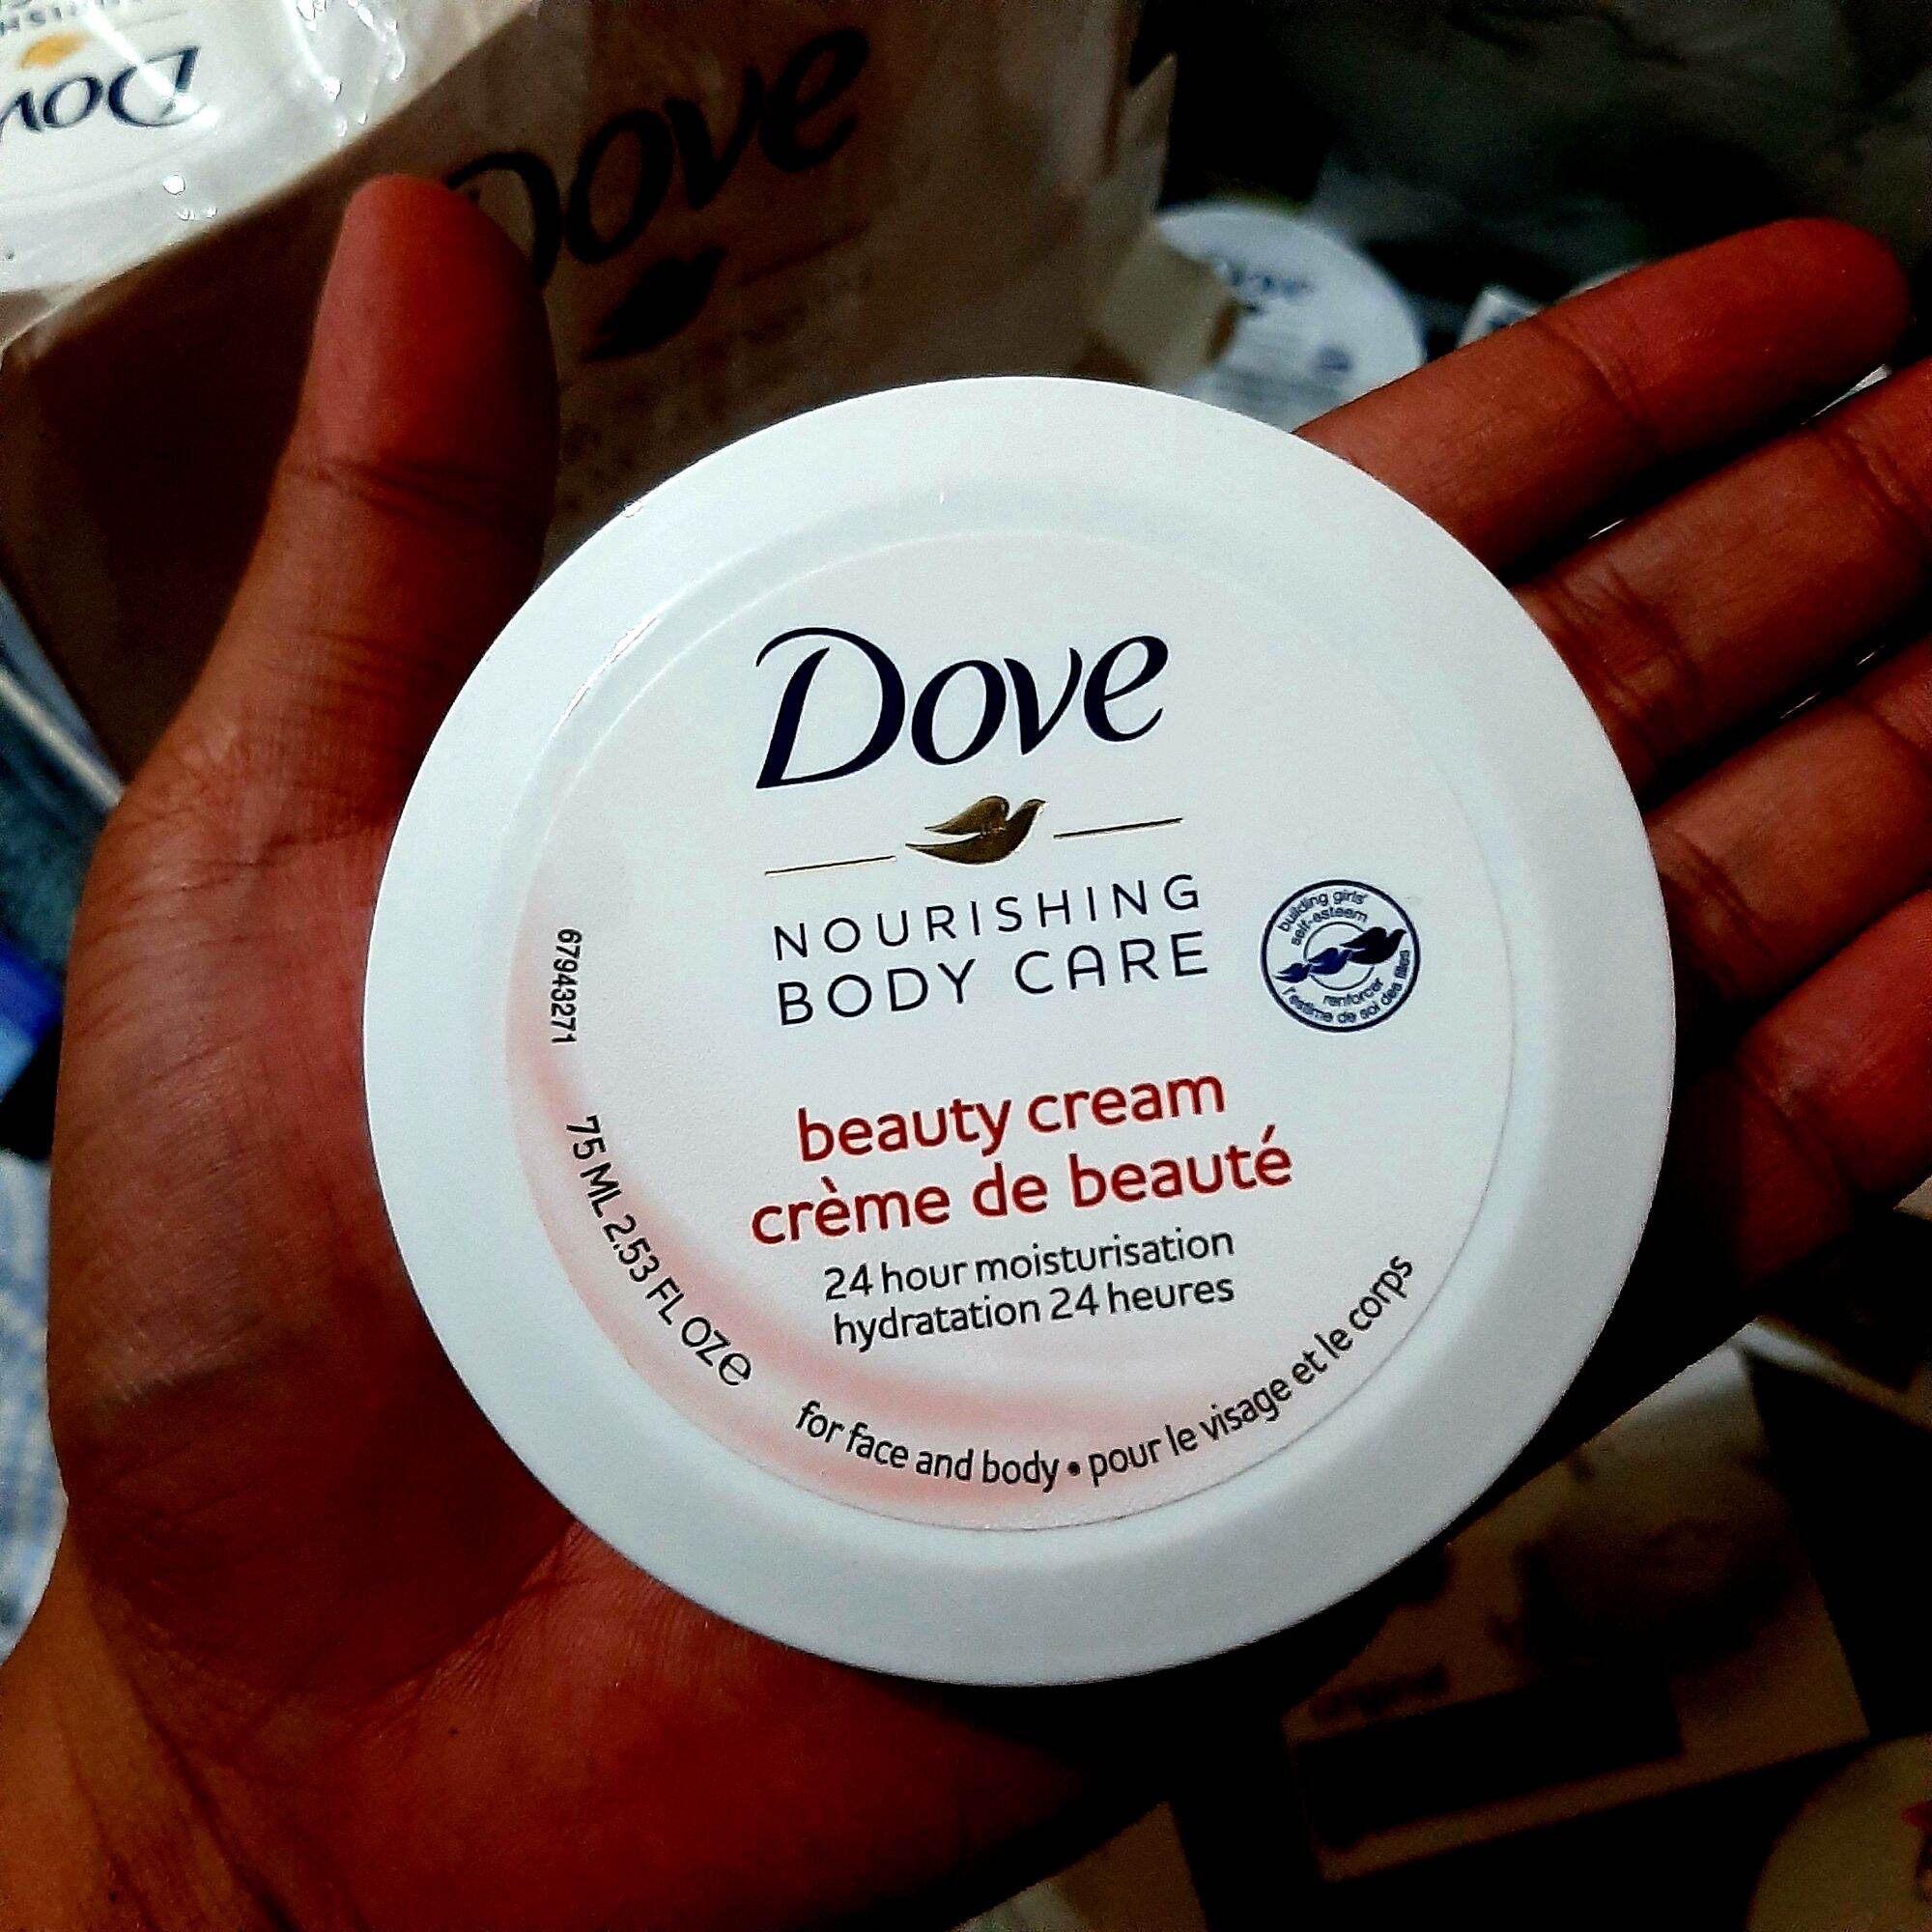 Dove
Dove
Dove
NOURISHING
BODY CARE
building girls'
self-esteem
renforcer
l'estime de soi des filles
beauty cream
crème de beauté
24 hour moisturisation
hydratation 24 heures
67943271
75 ML 2.53 FL OZ e
for face and body • pour le visage et le corps